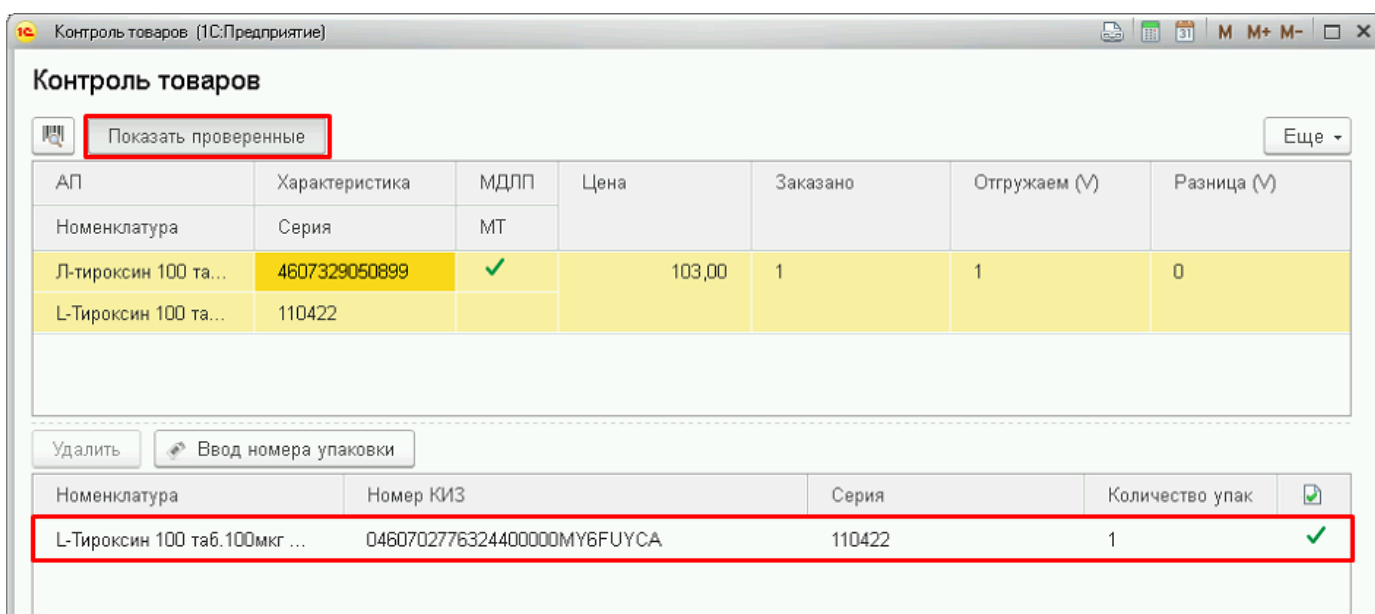 1С Контроль товаров (1С:Предприятие) 31 M M+ M-
Контроль товаров
Показать проверенные Еще
АП Характеристика МДЛП Цена Заказано Отгружаем (V) Разница (V)
Номенклатура Серия МТ
Л-тироксин 100 та... 4607329050899 103,00 1 1 0
L-Тироксин 100 та... 110422
Удалить Ввод номера упаковки
Номенклатура Номер КИЗ Серия Количество упак
L-Тироксин 100 таб.100мкг ... 0460702776324400000MY6FUYCA 110422 1